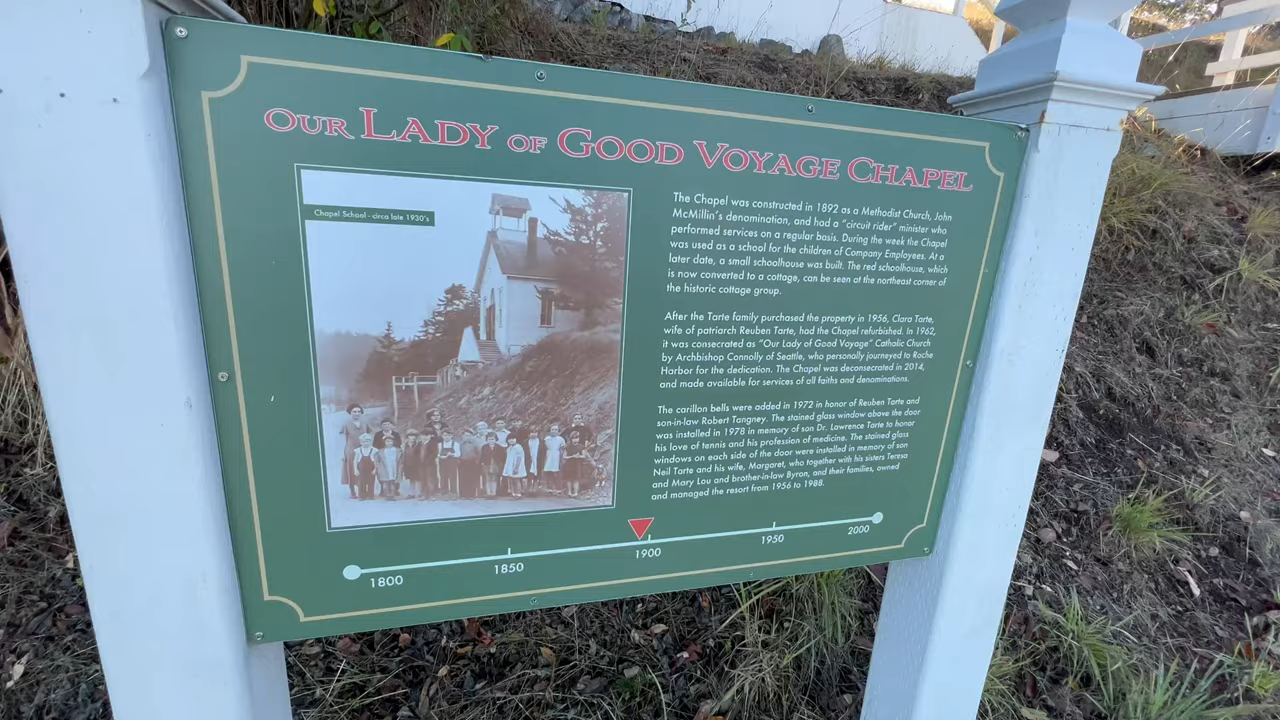 OUR LADY OF GOOD VOYAGE CHAPEL
Chapel School - circa late 1930's
The Chapel was constructed in 1892 as a Methodist Church, John
McMillin's denomination, and had a "circuit rider" minister who
performed services on a regular basis. During the week the Chapel
was used as a school for the children of Company Employees. At a
later date, a small schoolhouse was built. The red schoolhouse, which
is now converted to a cottage, can be seen at the northeast corner of
the historic cottage group.
After the Tarte family purchased the property in 1956, Clara Tarte,
wife of patriarch Reuben Tarte, had the Chapel refurbished. In 1962,
it was consecrated as "Our Lady of Good Voyage" Catholic Church
by Archbishop Connolly of Seattle, who personally journeyed to Roche
Harbor for the dedication. The Chapel was deconsecrated in 2014,
and made available for services of all faiths and denominations.
The carillon bells were added in 1972 in honor of Reuben Tarte and
son-in-law Robert Tangney. The stained glass window above the door
was installed in 1978 in memory of son Dr. Lawrence Tarte to honor
his love of tennis and his profession of medicine. The stained glass
windows on each side of the door were installed in memory of son
Neil Tarte and his wife, Margaret, who together with his sisters Teresa
and Mary Lou and brother-in-law Byron, and their families, owned
and managed the resort from 1956 to 1988.
1800 1850 1900 1950 2000